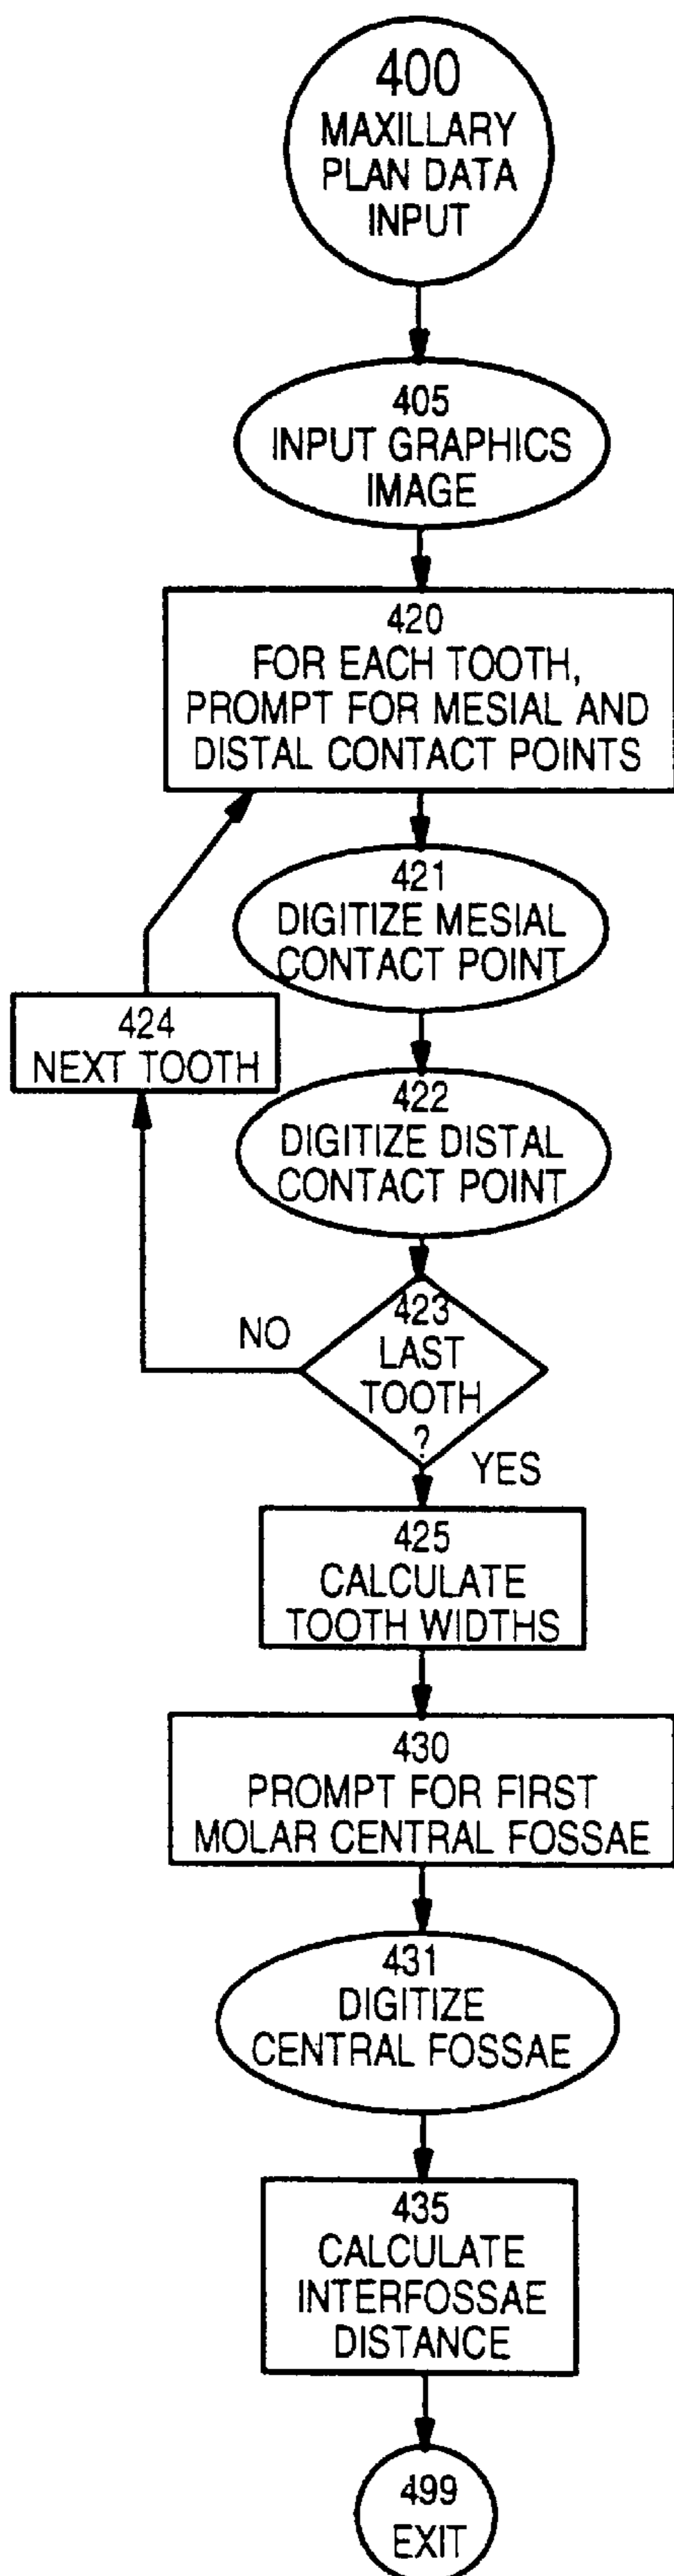 400
MAXILLARY
PLAN DATA
INPUT
405
INPUT GRAPHICS
IMAGE
420
FOR EACH TOOTH,
PROMPT FOR MESIAL AND
DISTAL CONTACT POINTS
421
DIGITIZE MESIAL
CONTACT POINT
424
NEXT TOOTH
422
DIGITIZE DISTAL
CONTACT POINT
423
LAST
TOOTH
?
NO
YES
425
CALCULATE
TOOTH WIDTHS
430
PROMPT FOR FIRST
MOLAR CENTRAL FOSSAE
431
DIGITIZE
CENTRAL FOSSAE
435
CALCULATE
INTERFOSSAE
DISTANCE
499
EXIT